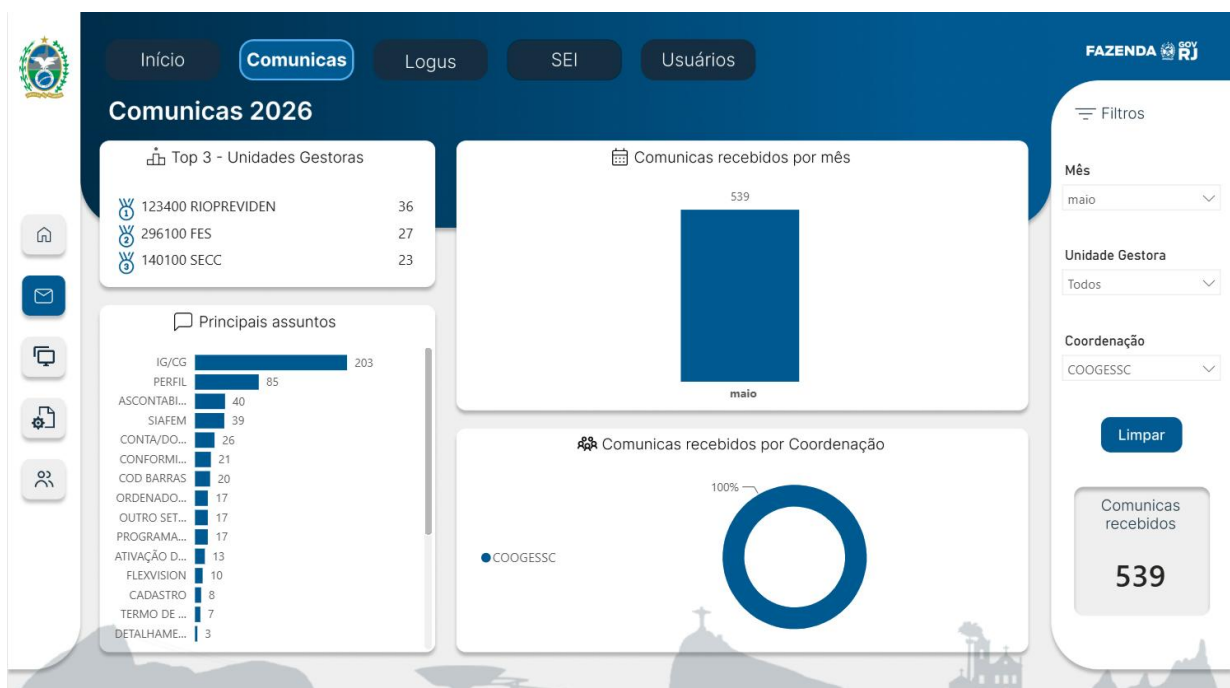 Início
Comunicas
Logus
SEI
Usuários
FAZENDA GOV RJ
Comunicas 2026
Top 3 - Unidades Gestoras
1 123400 RIOPREVIDEN 36
2 296100 FES 27
3 140100 SECC 23
Principais assuntos
IG/CG 203
PERFIL 85
ASCONTABI... 40
SIAFEM 39
CONTA/DO... 26
CONFORMI... 21
COD BARRAS 20
ORDENADO... 17
OUTRO SET... 17
PROGRAMA... 17
ATIVAÇÃO D... 13
FLEXVISION 10
CADASTRO 8
TERMO DE ... 7
DETALHAME... 3
Comunicas recebidos por mês
539
maio
Comunicas recebidos por Coordenação
100%
COOGESSC
Filtros
Mês
maio
Unidade Gestora
Todos
Coordenação
COOGESSC
Limpar
Comunicas
recebidos
539